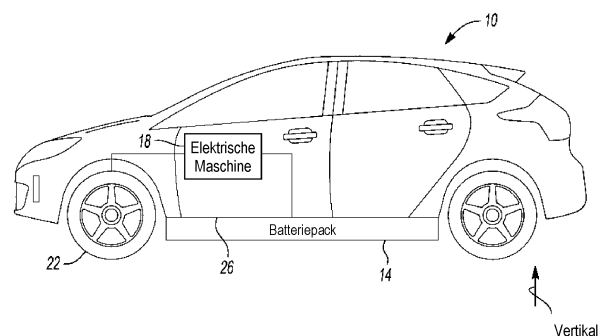 10
18
Elektrische
Maschine
Batteriepack
22
26
14
Vertikal